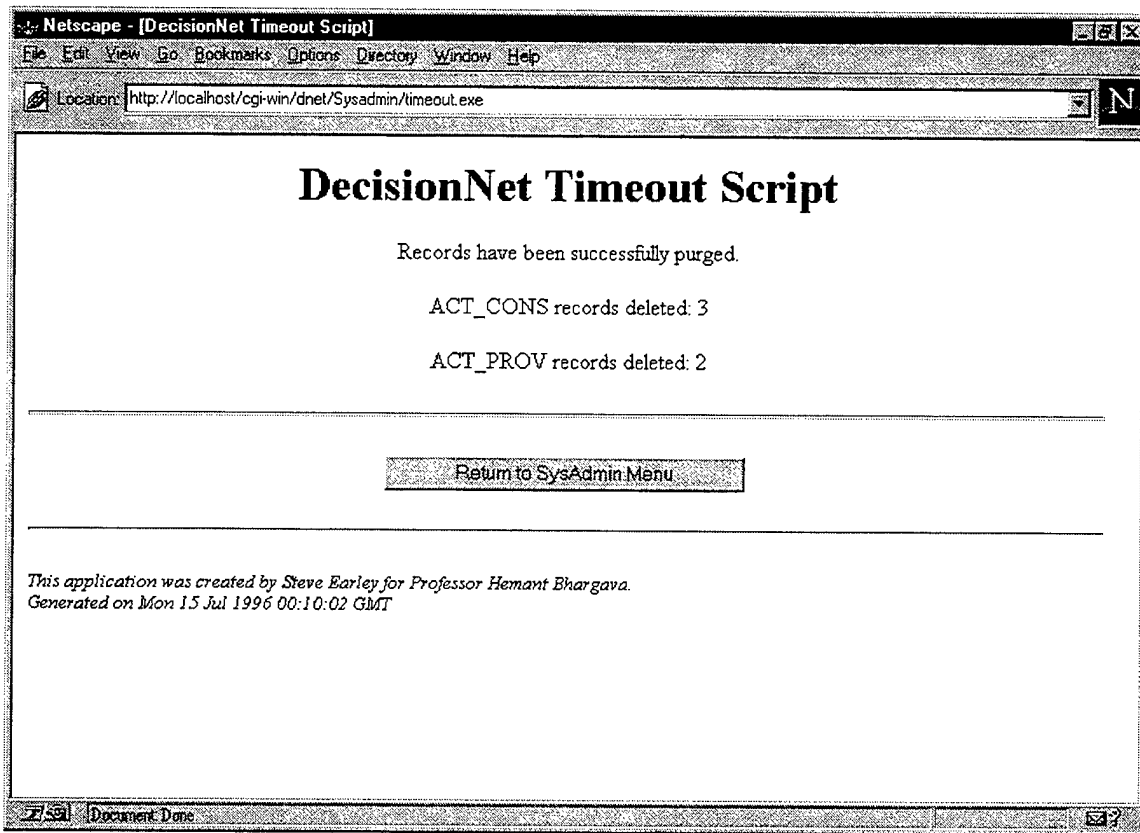 Netscape - [DecisionNet Timeout Script]
File Edit View Go Bookmarks Options Directory Window Help
Location: http://localhost/cgi-win/dnet/Sysadmin/timeout.exe
N
DecisionNet Timeout Script
Records have been successfully purged.
ACT_CONS records deleted: 3
ACT_PROV records deleted: 2
Return to SysAdmin Menu
This application was created by Steve Earley for Professor Hemant Bhargava.
Generated on Mon 15 Jul 1996 00:10:02 GMT
Document: Done
?